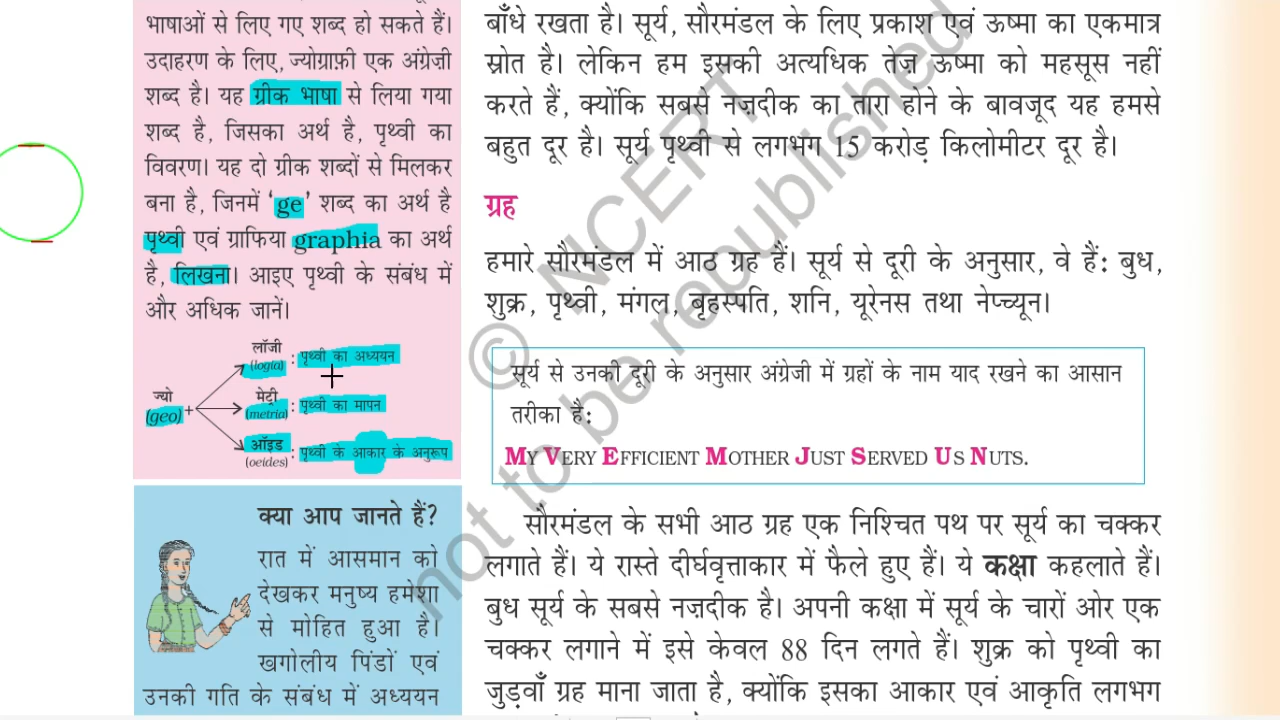 भाषाओं से लिए गए शब्द हो सकते हैं।
उदाहरण के लिए, ज्योग्राफ़ी एक अंग्रेज़ी
शब्द है। यह ग्रीक भाषा से लिया गया
शब्द है, जिसका अर्थ है, पृथ्वी का
विवरण। यह दो ग्रीक शब्दों से मिलकर
बना है, जिनमें ‘ge’ शब्द का अर्थ है
पृथ्वी एवं ग्राफिया graphia का अर्थ
है, लिखना। आइए पृथ्वी के संबंध में
और अधिक जानें।
ज्यो
(geo) +
लॉजी
(logia) : पृथ्वी का अध्ययन
मेट्री
(metria) : पृथ्वी का मापन
ऑइड
(oeides) : पृथ्वी के आकार के अनुरूप
क्या आप जानते हैं?
रात में आसमान को
देखकर मनुष्य हमेशा
से मोहित हुआ है।
खगोलीय पिंडों एवं
उनकी गति के संबंध में अध्ययन
बाँधे रखता है। सूर्य, सौरमंडल के लिए प्रकाश एवं ऊष्मा का एकमात्र
स्रोत है। लेकिन हम इसकी अत्यधिक तेज़ ऊष्मा को महसूस नहीं
करते हैं, क्योंकि सबसे नज़दीक का तारा होने के बावजूद यह हमसे
बहुत दूर है। सूर्य पृथ्वी से लगभग 15 करोड़ किलोमीटर दूर है।
ग्रह
हमारे सौरमंडल में आठ ग्रह हैं। सूर्य से दूरी के अनुसार, वे हैं: बुध,
शुक्र, पृथ्वी, मंगल, बृहस्पति, शनि, यूरेनस तथा नेप्च्यून।
सूर्य से उनकी दूरी के अनुसार अंग्रेजी में ग्रहों के नाम याद रखने का आसान
तरीका है:
MY VERY EFFICIENT MOTHER JUST SERVED US NUTS.
सौरमंडल के सभी आठ ग्रह एक निश्चित पथ पर सूर्य का चक्कर
लगाते हैं। ये रास्ते दीर्घवृत्ताकार में फैले हुए हैं। ये कक्षा कहलाते हैं।
बुध सूर्य के सबसे नज़दीक है। अपनी कक्षा में सूर्य के चारों ओर एक
चक्कर लगाने में इसे केवल 88 दिन लगते हैं। शुक्र को पृथ्वी का
जुड़वाँ ग्रह माना जाता है, क्योंकि इसका आकार एवं आकृति लगभग
© NCERT
not to be republished